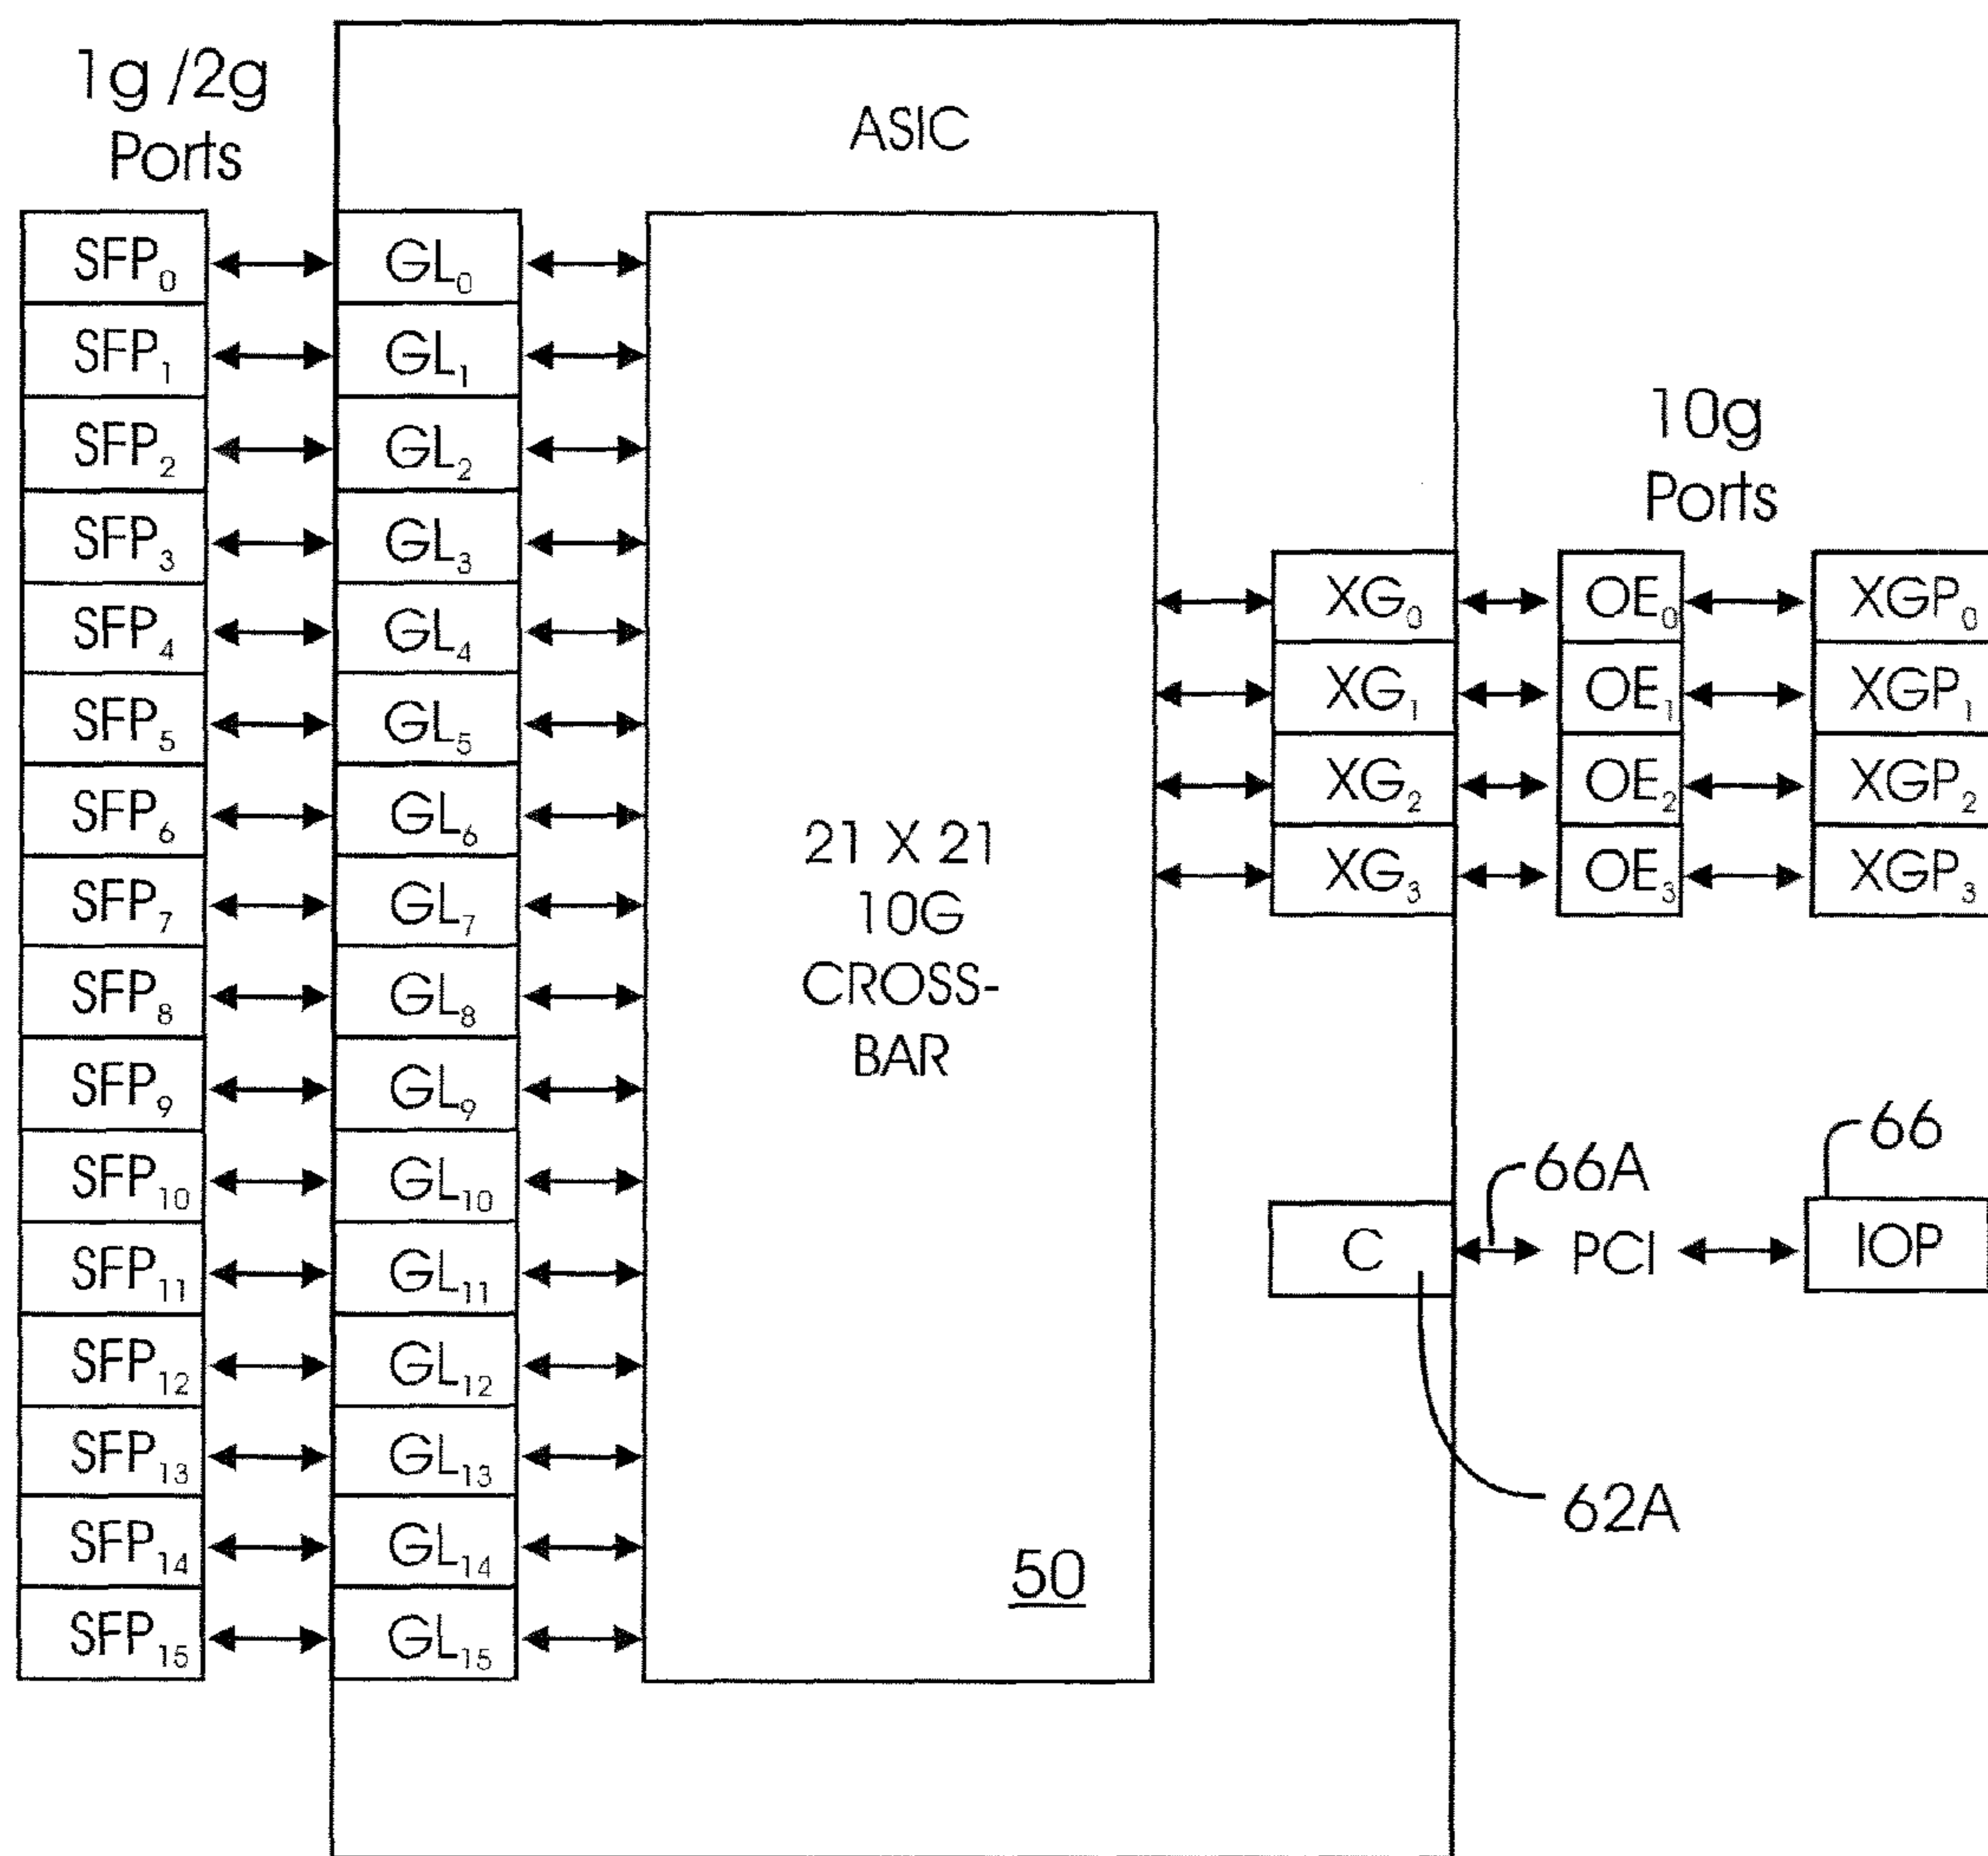 1g /2g
Ports
ASIC
SFP₀ GL₀
SFP₁ GL₁
SFP₂ GL₂
SFP₃ GL₃
SFP₄ GL₄
SFP₅ GL₅
SFP₆ GL₆
SFP₇ GL₇
SFP₈ GL₈
SFP₉ GL₉
SFP₁₀ GL₁₀
SFP₁₁ GL₁₁
SFP₁₂ GL₁₂
SFP₁₃ GL₁₃
SFP₁₄ GL₁₄
SFP₁₅ GL₁₅
21 X 21
10G
CROSS-
BAR
50
10g
Ports
XG₀ OE₀ XGP₀
XG₁ OE₁ XGP₁
XG₂ OE₂ XGP₂
XG₃ OE₃ XGP₃
66A
66
C PCI IOP
62A